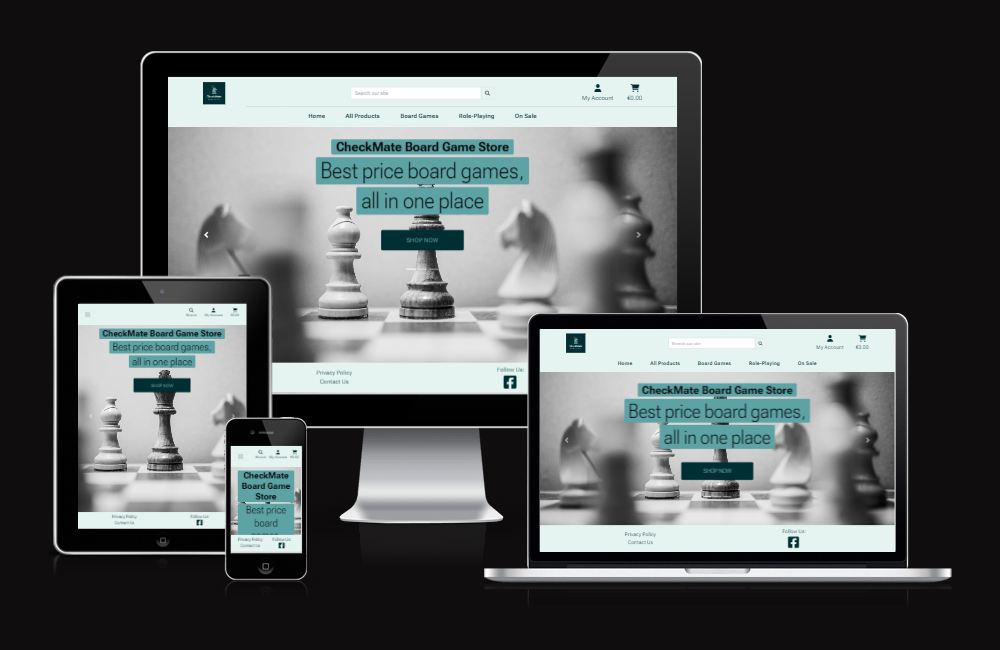 Search our site
My Account
€0.00
Home
All Products
Board Games
Role-Playing
On Sale
CheckMate Board Game Store
Best price board games,
all in one place
SHOP NOW
Privacy Policy
Contact Us
Follow Us:
Search
My Account
€0.00
CheckMate Board Game Store
Best price board games,
all in one place
SHOP NOW
Privacy Policy
Contact Us
Follow Us:
Search
My Account
€0.00
CheckMate
Board Game
Store
Best price
board
Privacy Policy
Contact Us
Follow Us:
Search our site
My Account
€0.00
Home
All Products
Board Games
Role-Playing
On Sale
CheckMate Board Game Store
Best price board games,
all in one place
SHOP NOW
Privacy Policy
Contact Us
Follow Us: